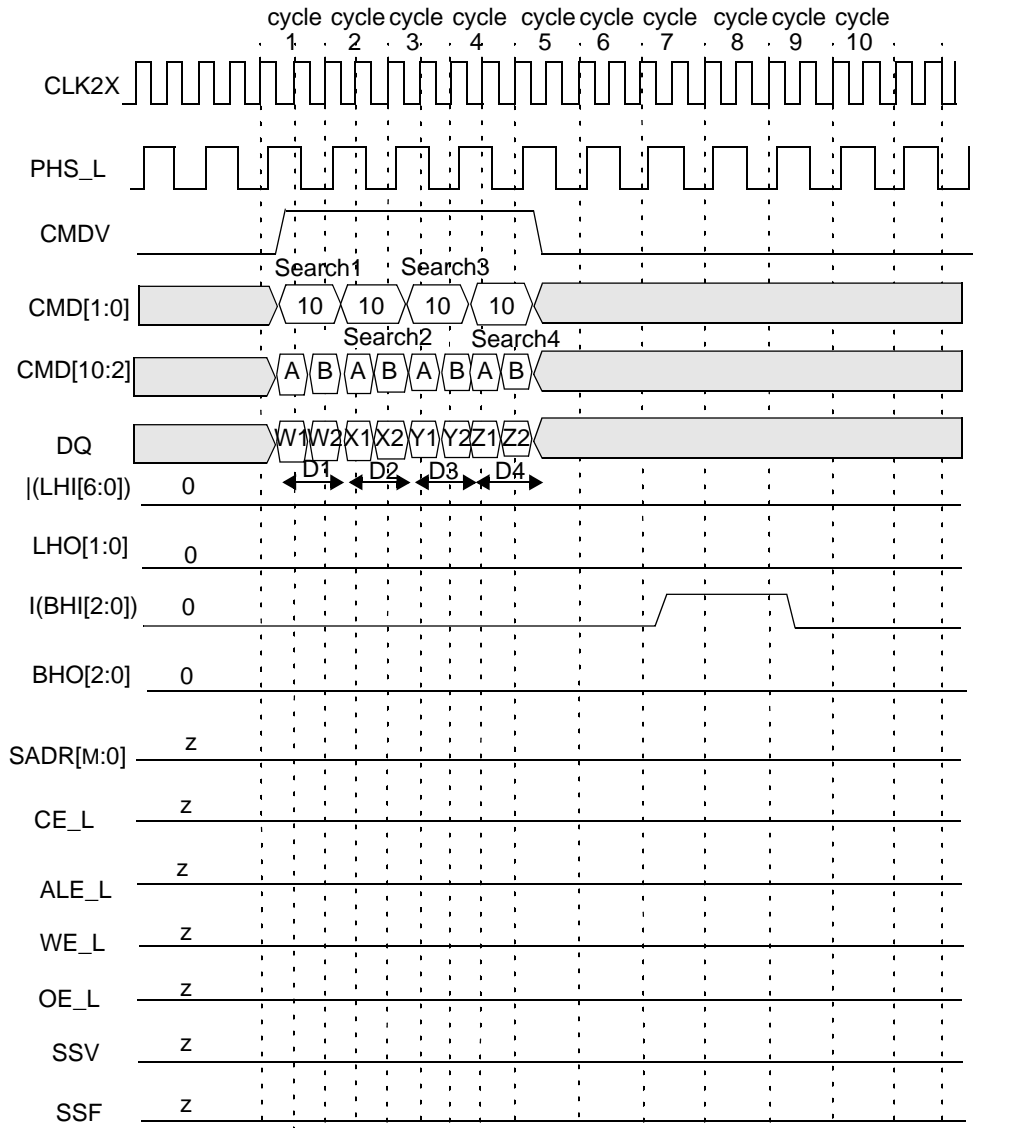 cycle cycle cycle cycle cycle cycle cycle cycle cycle cycle
1 2 3 4 5 6 7 8 9 10
CLK2X
PHS_L
CMDV
Search1 Search3
CMD[1:0] 10 10 10 10
Search2 Search4
CMD[10:2] A B A B A B A B
DQ W1 W2 X1 X2 Y1 Y2 Z1 Z2
D1 D2 D3 D4
|(LHI[6:0]) 0
LHO[1:0] 0
I(BHI[2:0]) 0
BHO[2:0] 0
SADR[M:0] z
CE_L z
ALE_L z
WE_L z
OE_L z
SSV z
SSF z